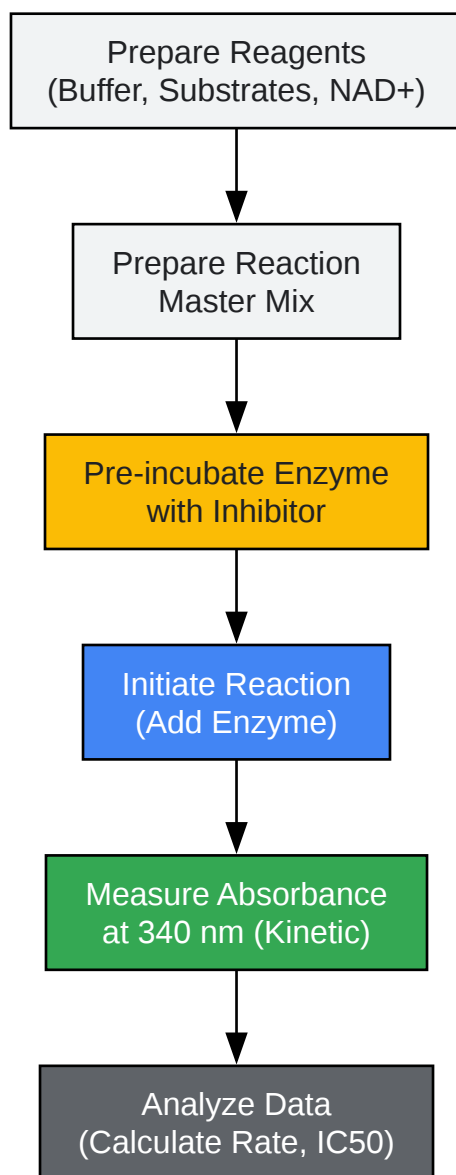 Prepare Reagents
(Buffer, Substrates, NAD+)
Prepare Reaction
Master Mix
Pre-incubate Enzyme
with Inhibitor
Initiate Reaction
(Add Enzyme)
Measure Absorbance
at 340 nm (Kinetic)
Analyze Data
(Calculate Rate, IC50)